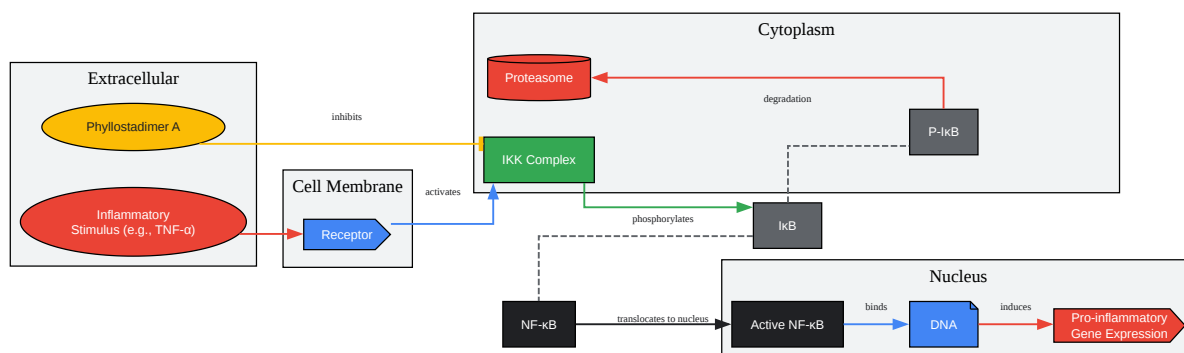 Extracellular
Phyllostadimer A
Inflammatory
Stimulus (e.g., TNF-α)
Cell Membrane
Receptor
inhibits
activates
Cytoplasm
Proteasome
degradation
P-IκB
IKK Complex
phosphorylates
IκB
NF-κB
translocates to nucleus
Nucleus
Active NF-κB
binds
DNA
induces
Pro-inflammatory
Gene Expression